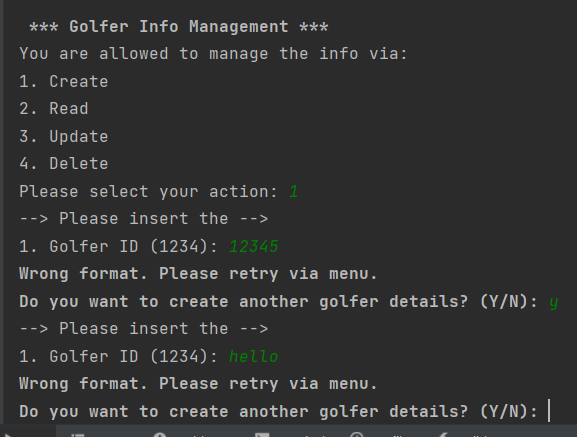 *** Golfer Info Management ***
You are allowed to manage the info via:
1. Create
2. Read
3. Update
4. Delete
Please select your action: 1
--> Please insert the -->
1. Golfer ID (1234): 12345
Wrong format. Please retry via menu.
Do you want to create another golfer details? (Y/N): y
--> Please insert the -->
1. Golfer ID (1234): hello
Wrong format. Please retry via menu.
Do you want to create another golfer details? (Y/N):